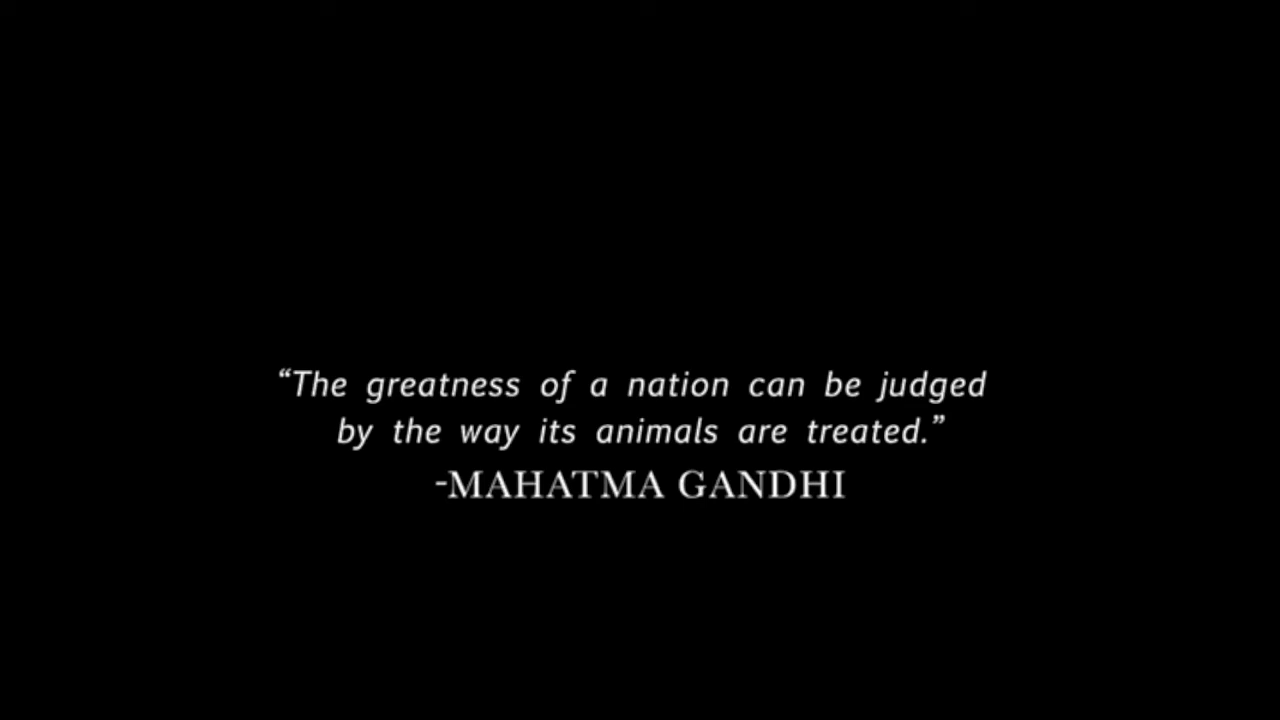 “The greatness of a nation can be judged
by the way its animals are treated.”
-MAHATMA GANDHI